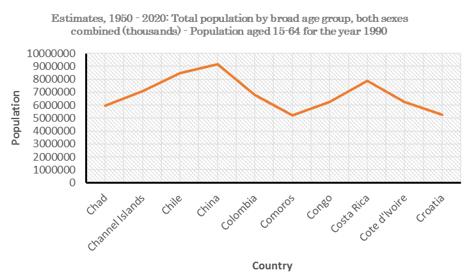 Estimates, 1950 - 2020: Total population by broad age group, both sexes
combined (thousands) - Population aged 15-64 for the year 1990
10000000
9000000
8000000
7000000
6000000
5000000
4000000
3000000
2000000
1000000
0
Population
Chad
Channel Islands
Chile
China
Colombia
Comoros
Congo
Costa Rica
Cote d'Ivoire
Croatia
Country